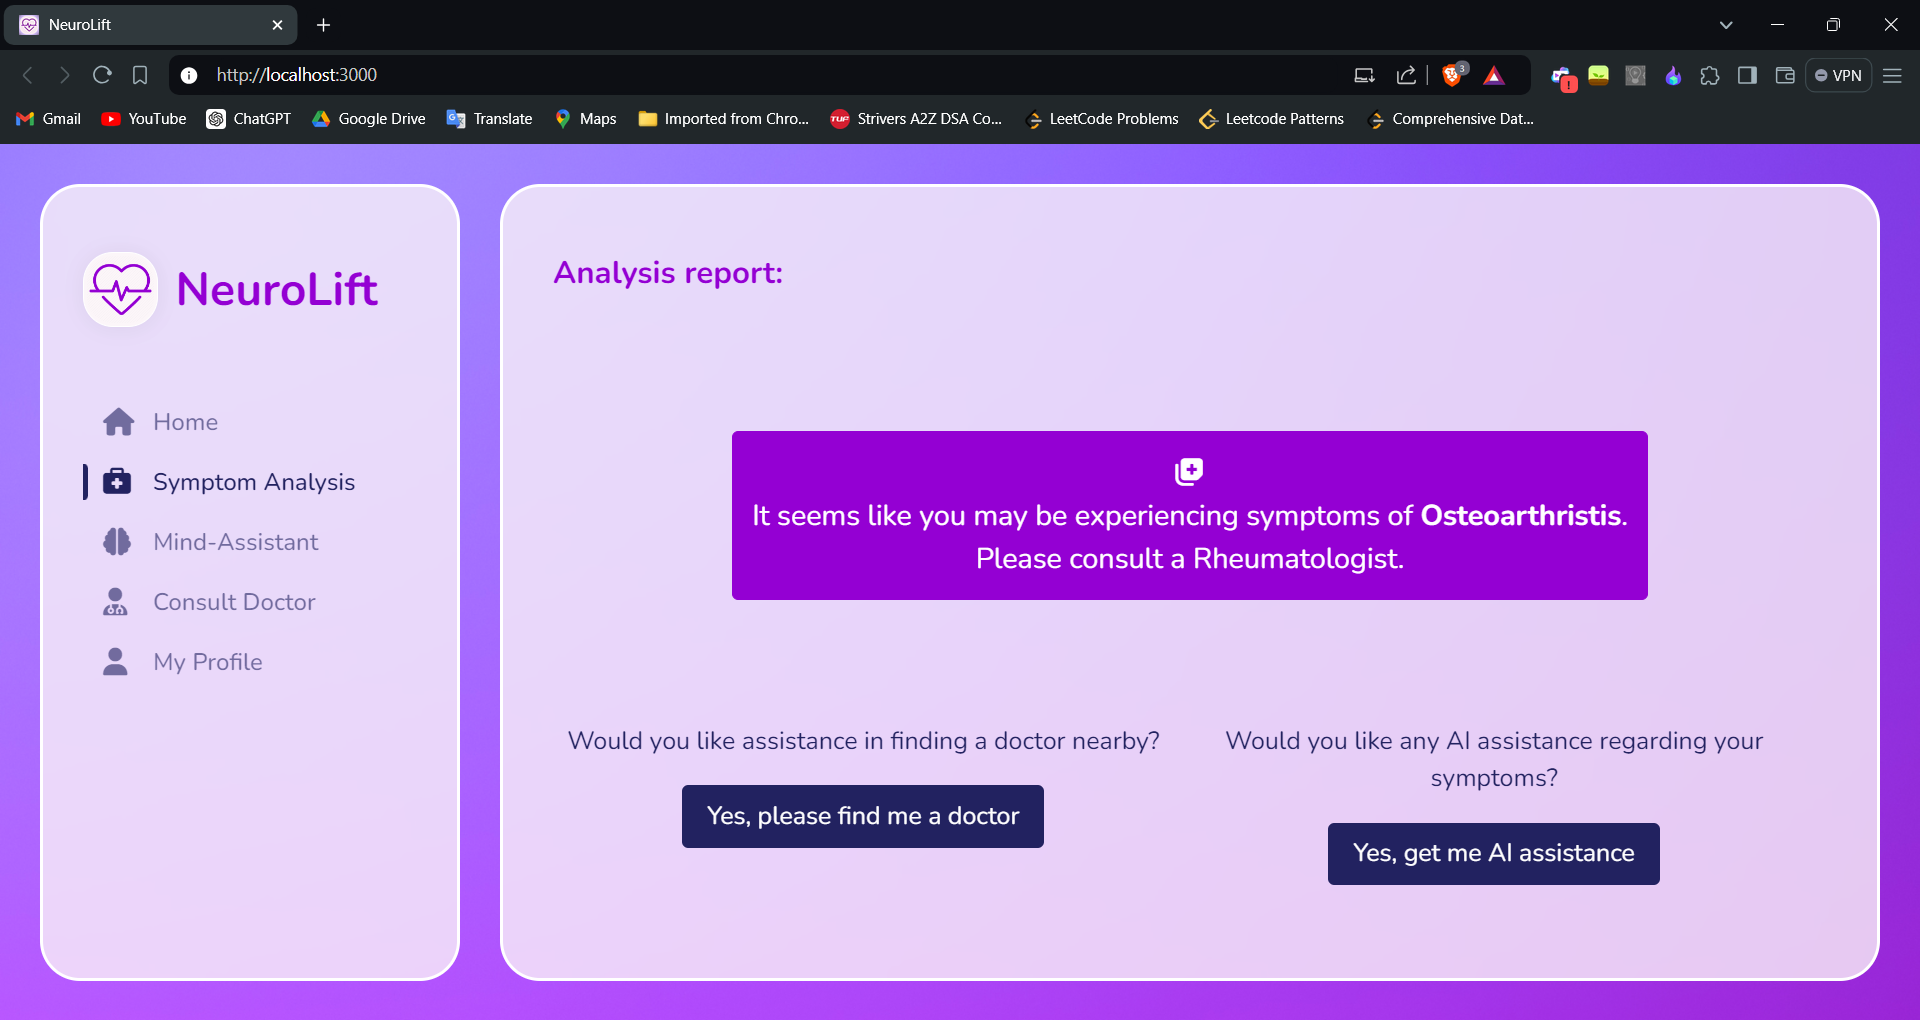 NeuroLift
http://localhost:3000
3
!
VPN
Gmail
YouTube
ChatGPT
Google Drive
Translate
Maps
Imported from Chro...
TUF
Strivers A2Z DSA Co...
LeetCode Problems
Leetcode Patterns
Comprehensive Dat...
NeuroLift
Home
Symptom Analysis
Mind-Assistant
Consult Doctor
My Profile
Analysis report:
It seems like you may be experiencing symptoms of Osteoarthristis.
Please consult a Rheumatologist.
Would you like assistance in finding a doctor nearby?
Yes, please find me a doctor
Would you like any AI assistance regarding your
symptoms?
Yes, get me AI assistance